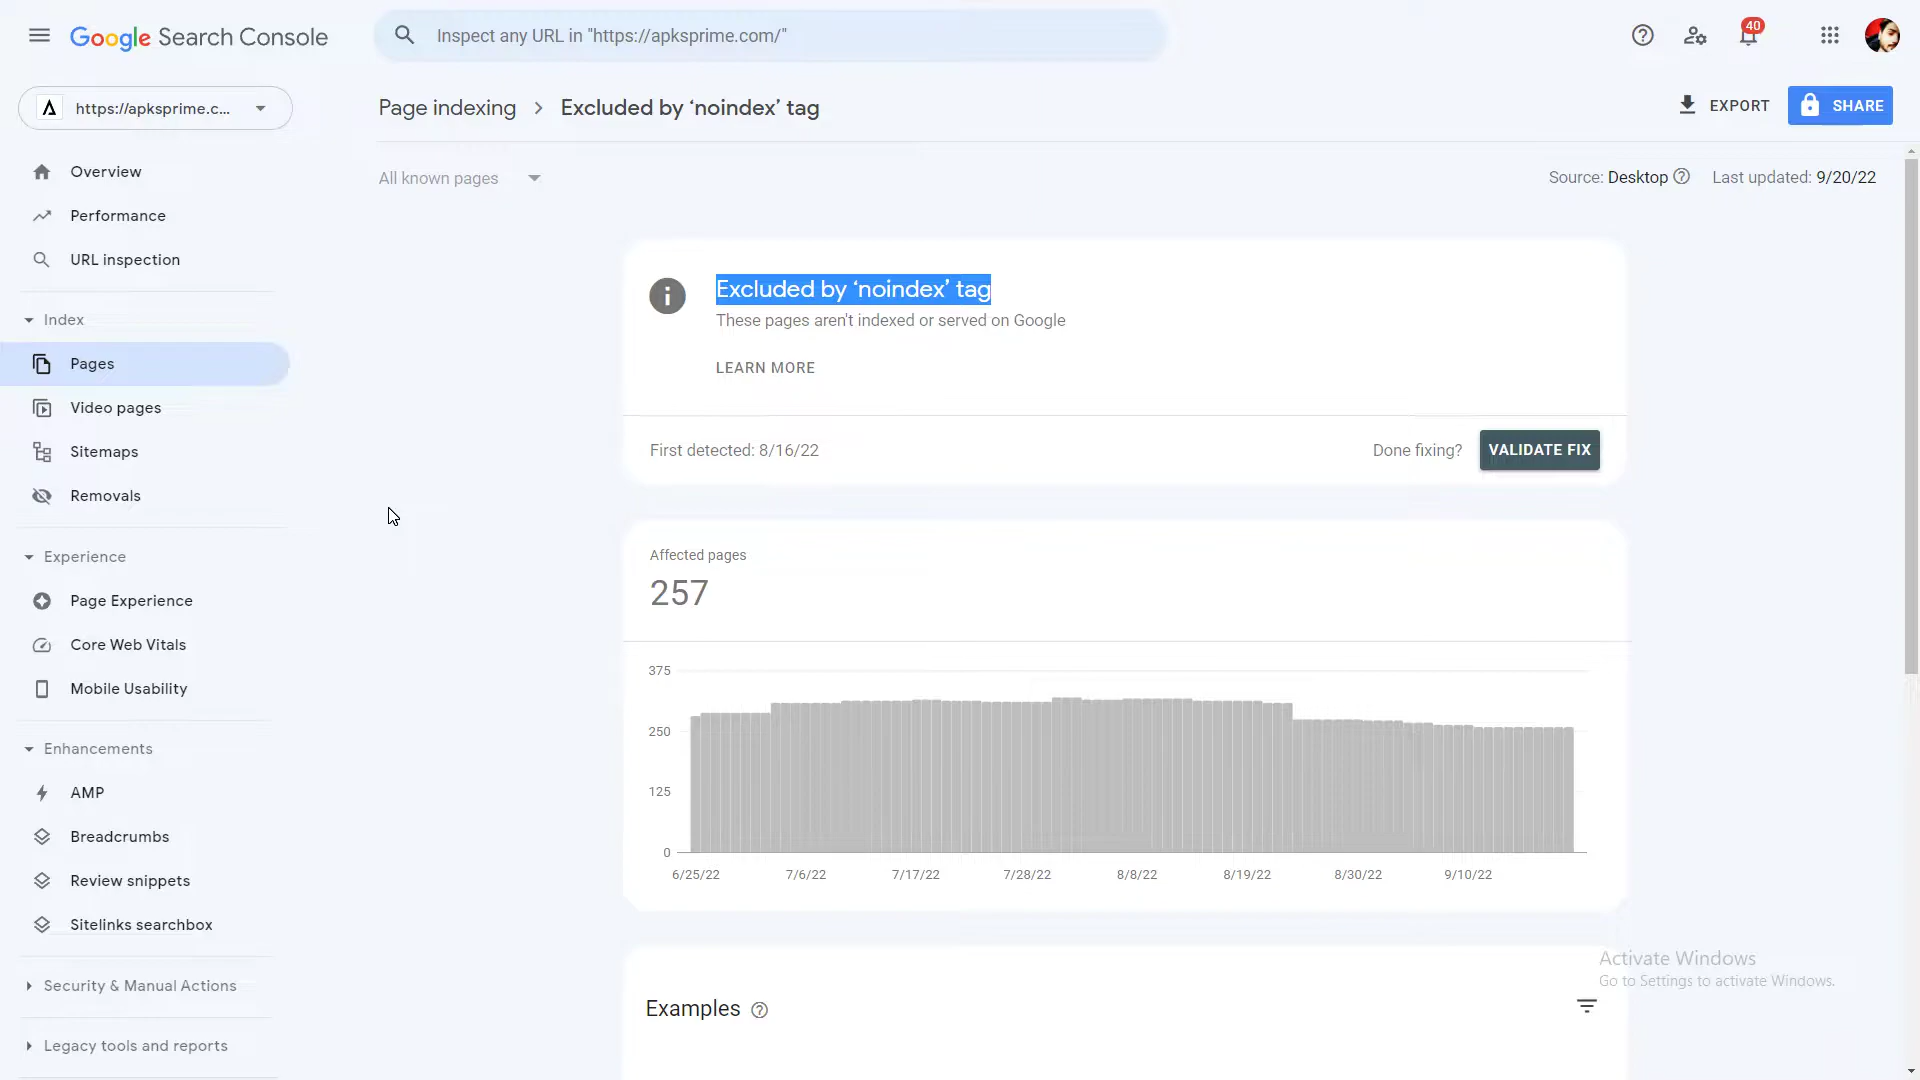 Google Search Console
Inspect any URL in "https://apksprime.com/"
40
https://apksprime.c...
Page indexing
Excluded by ‘noindex’ tag
EXPORT
SHARE
All known pages
Source: Desktop
Last updated: 9/20/22
Overview
Performance
URL inspection
Index
Pages
Video pages
Sitemaps
Removals
Experience
Page Experience
Core Web Vitals
Mobile Usability
Enhancements
AMP
Breadcrumbs
Review snippets
Sitelinks searchbox
Security & Manual Actions
Legacy tools and reports
Excluded by ‘noindex’ tag
These pages aren't indexed or served on Google
LEARN MORE
First detected: 8/16/22
Done fixing?
VALIDATE FIX
Affected pages
257
375
250
125
0
6/25/22
7/6/22
7/17/22
7/28/22
8/8/22
8/19/22
8/30/22
9/10/22
Examples
Activate Windows
Go to Settings to activate Windows.